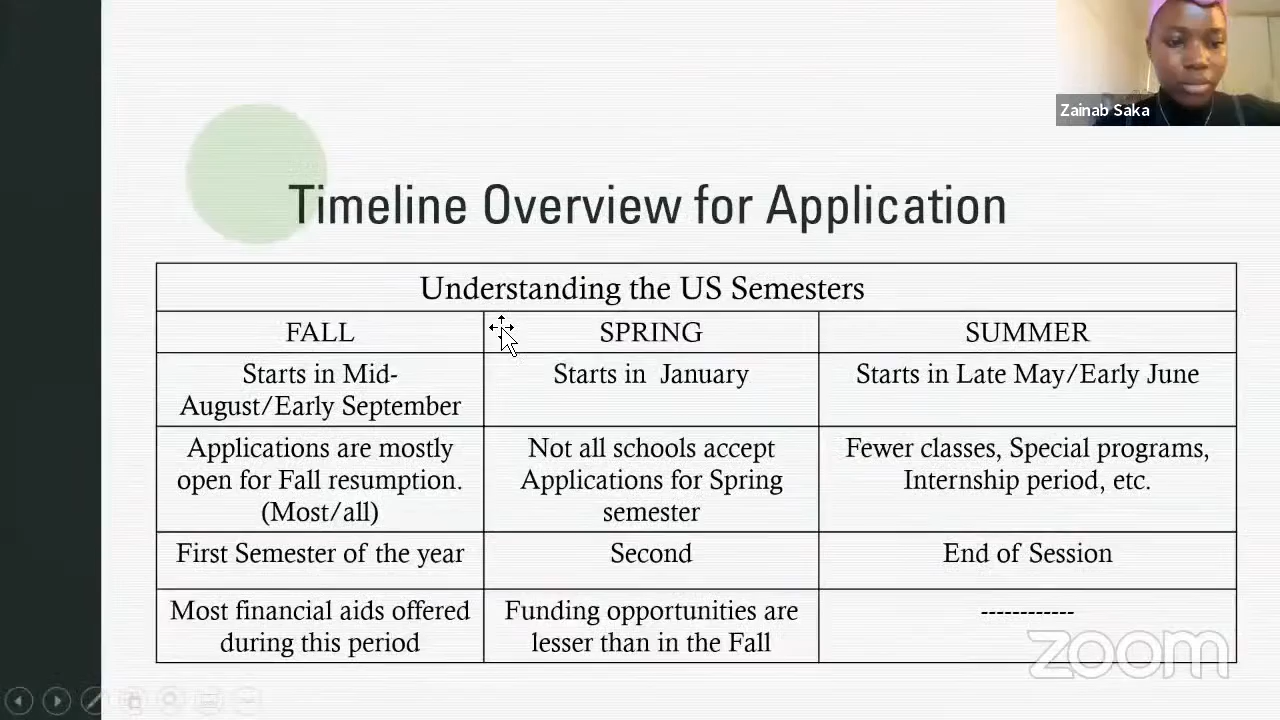 Zainab Saka
Timeline Overview for Application
Understanding the US Semesters
FALL
SPRING
SUMMER
Starts in Mid-
August/Early September
Starts in January
Starts in Late May/Early June
Applications are mostly
open for Fall resumption.
(Most/all)
Not all schools accept
Applications for Spring
semester
Fewer classes, Special programs,
Internship period, etc.
First Semester of the year
Second
End of Session
Most financial aids offered
during this period
Funding opportunities are
lesser than in the Fall
------------
zoom